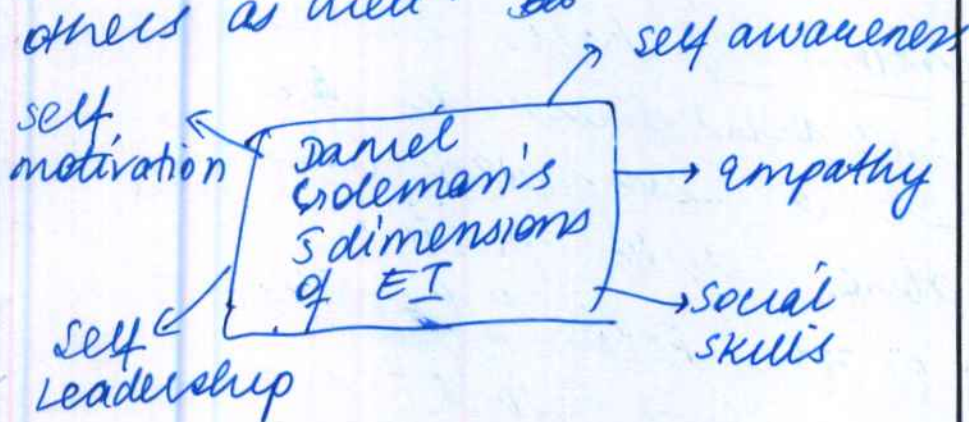 others as well
self awareness
self
motivation
Daniel
Goleman's
5 dimensions
of EI
empathy
social
skills
self
Leadership